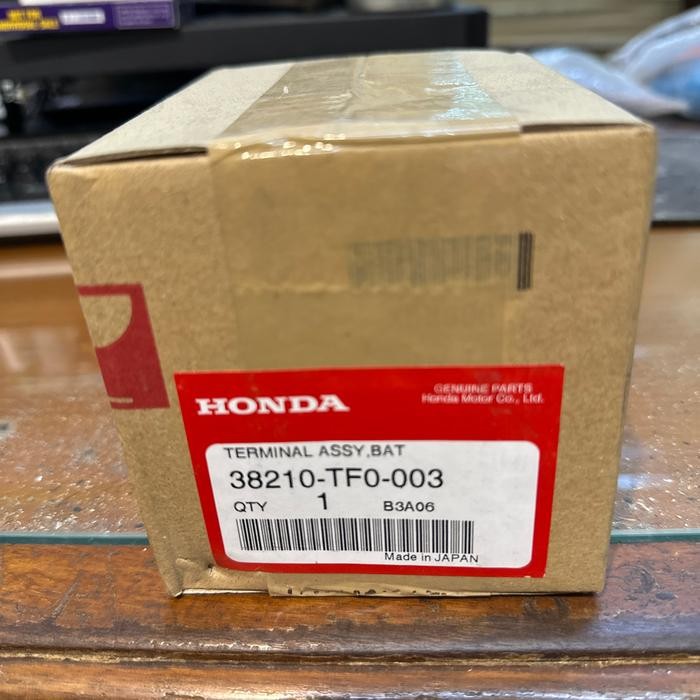 HONDA
GENUINE PARTS
Honda Motor Co., Ltd.
TERMINAL ASSY,BAT
38210-TF0-003
QTY 1 B3A06
Made in JAPAN